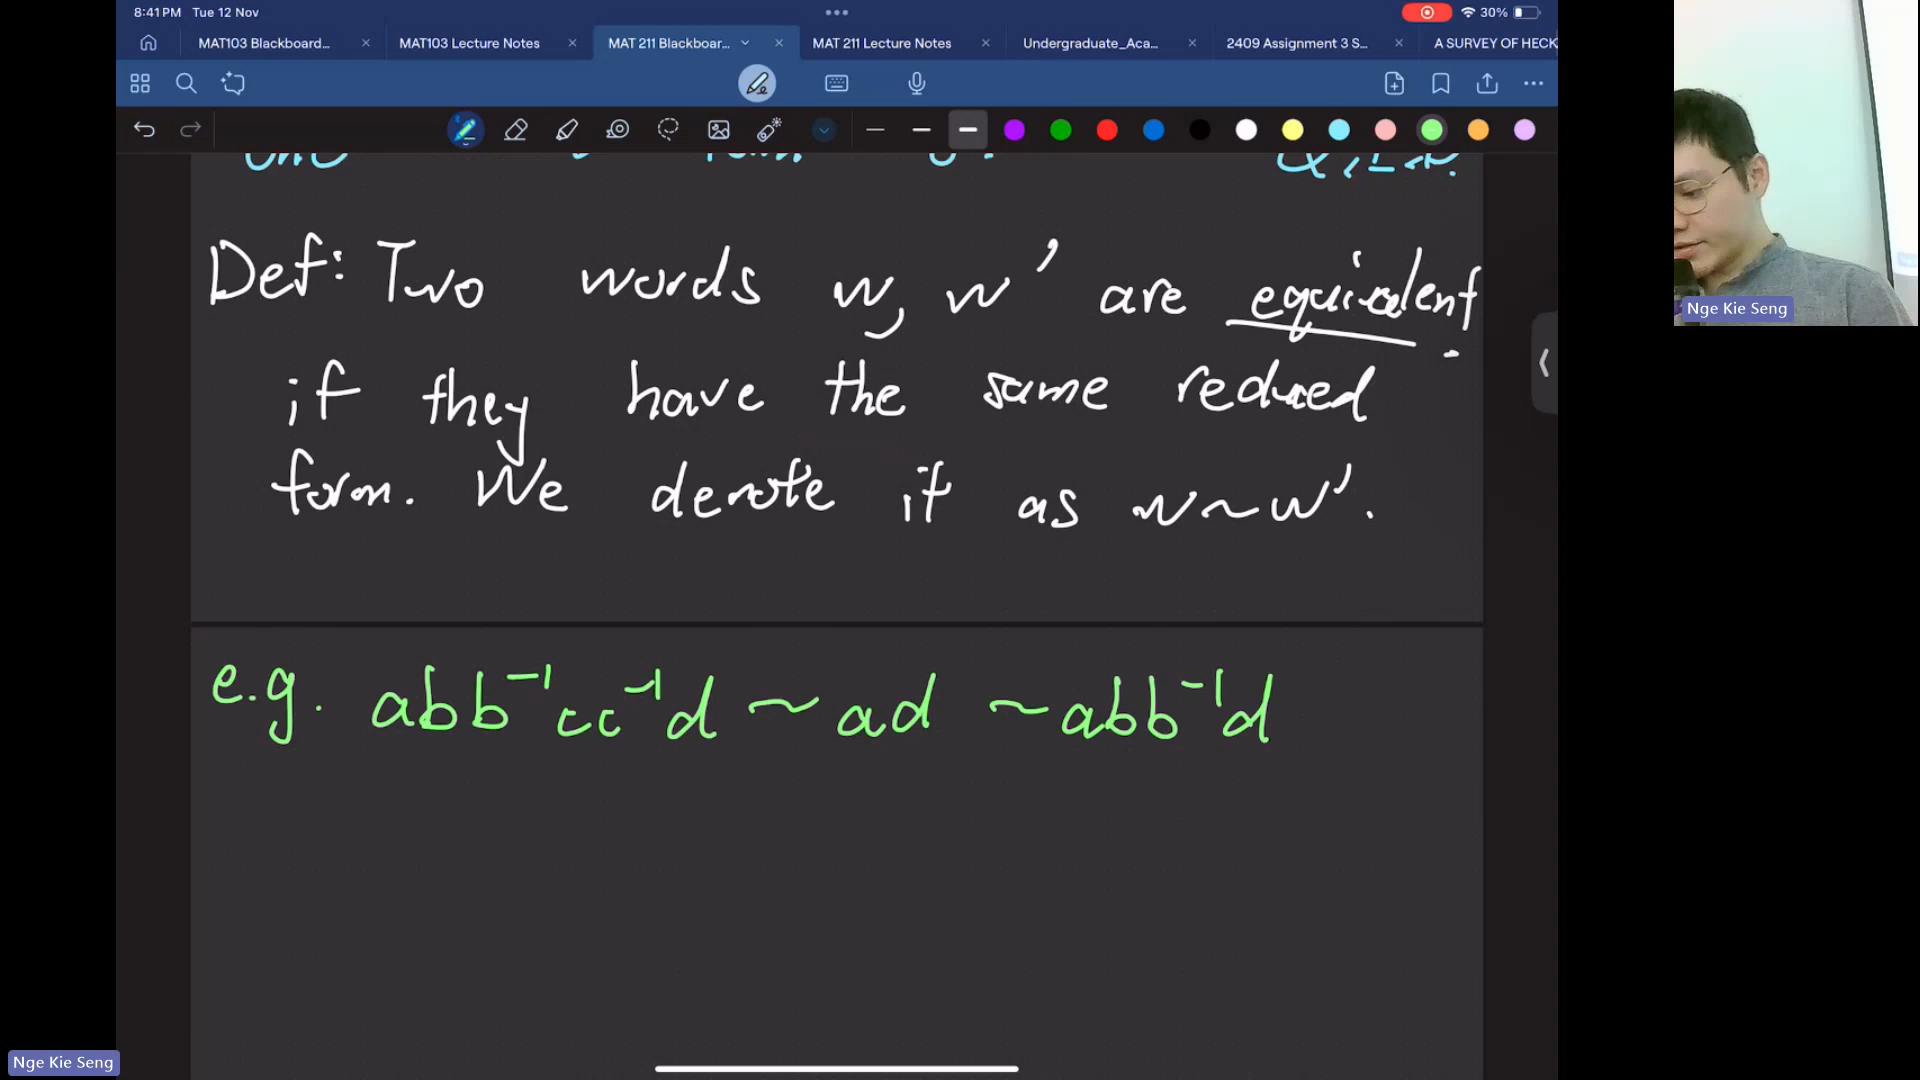 8:41 PM Tue 12 Nov
30%
MAT103 Blackboard... MAT103 Lecture Notes MAT 211 Blackboar... MAT 211 Lecture Notes Undergraduate_Aca... 2409 Assignment 3 S... A SURVEY OF HECK
Q.E.D.
Def: Two words w, w' are equivalent
if they have the same reduced
form. We denote it as w~w'.
e.g. abb⁻¹cc⁻¹d ~ ad ~ abb⁻¹d
Nge Kie Seng
Nge Kie Seng